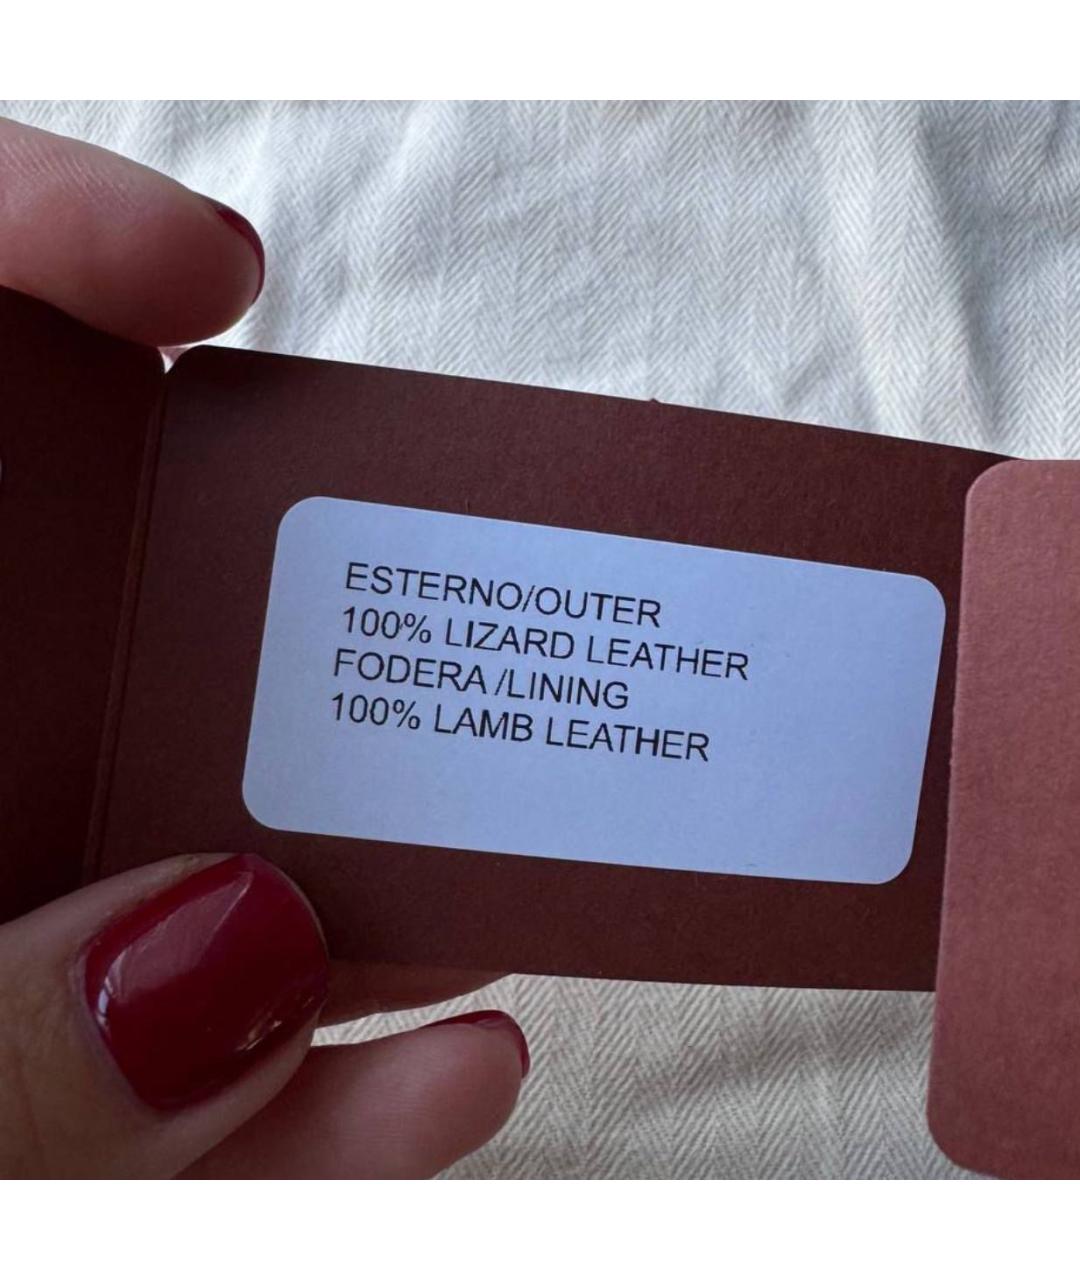 ESTERNO/OUTER
100% LIZARD LEATHER
FODERA /LINING
100% LAMB LEATHER